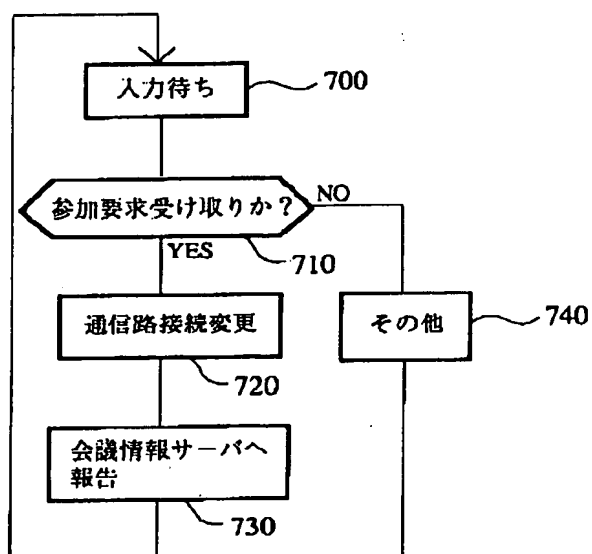 入力待ち
700
参加要求受け取りか?
NO
YES
710
通信路接続変更
その他
740
720
会議情報サーバへ
報告
730